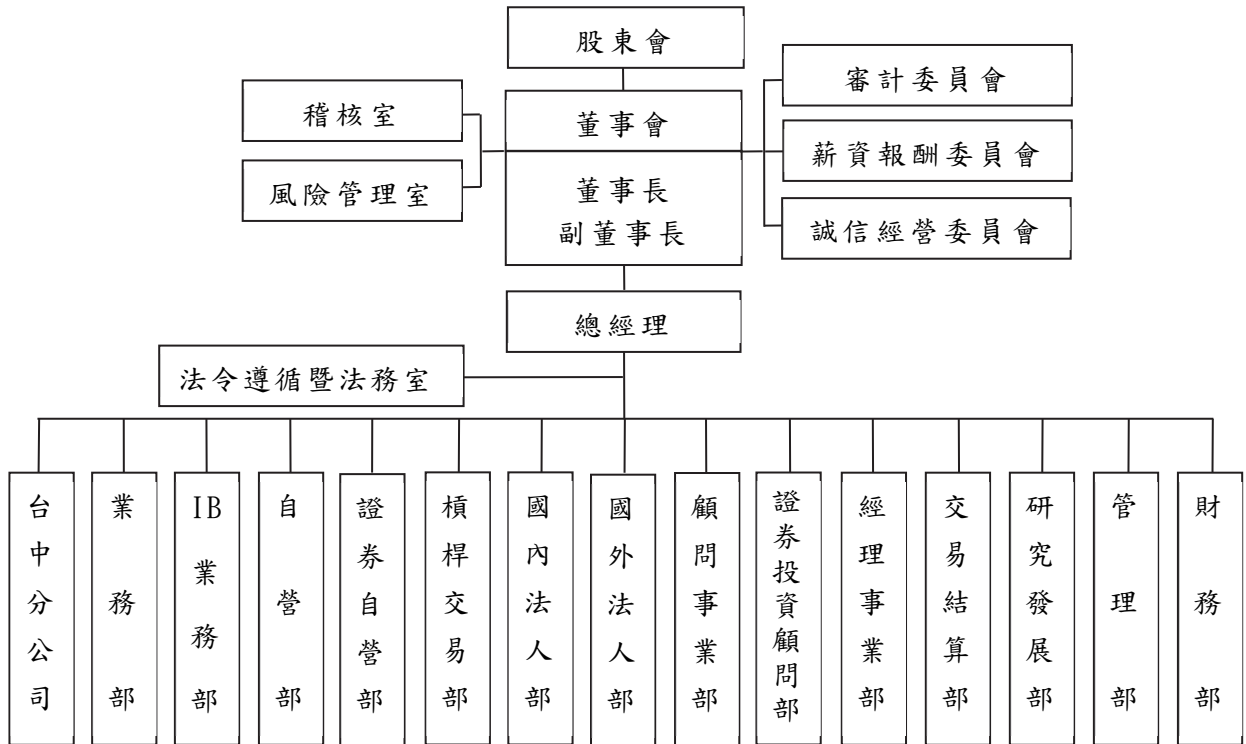 股東會
審計委員會
稽核室
董事會
薪資報酬委員會
風險管理室
董事長
副董事長
誠信經營委員會
總經理
法令遵循暨法務室
台中分公司
業務部
IB業務部
自營部
證券自營部
槓桿交易部
國內法人部
國外法人部
顧問事業部
證券投資顧問部
經理事業部
交易結算部
研究發展部
管理部
財務部